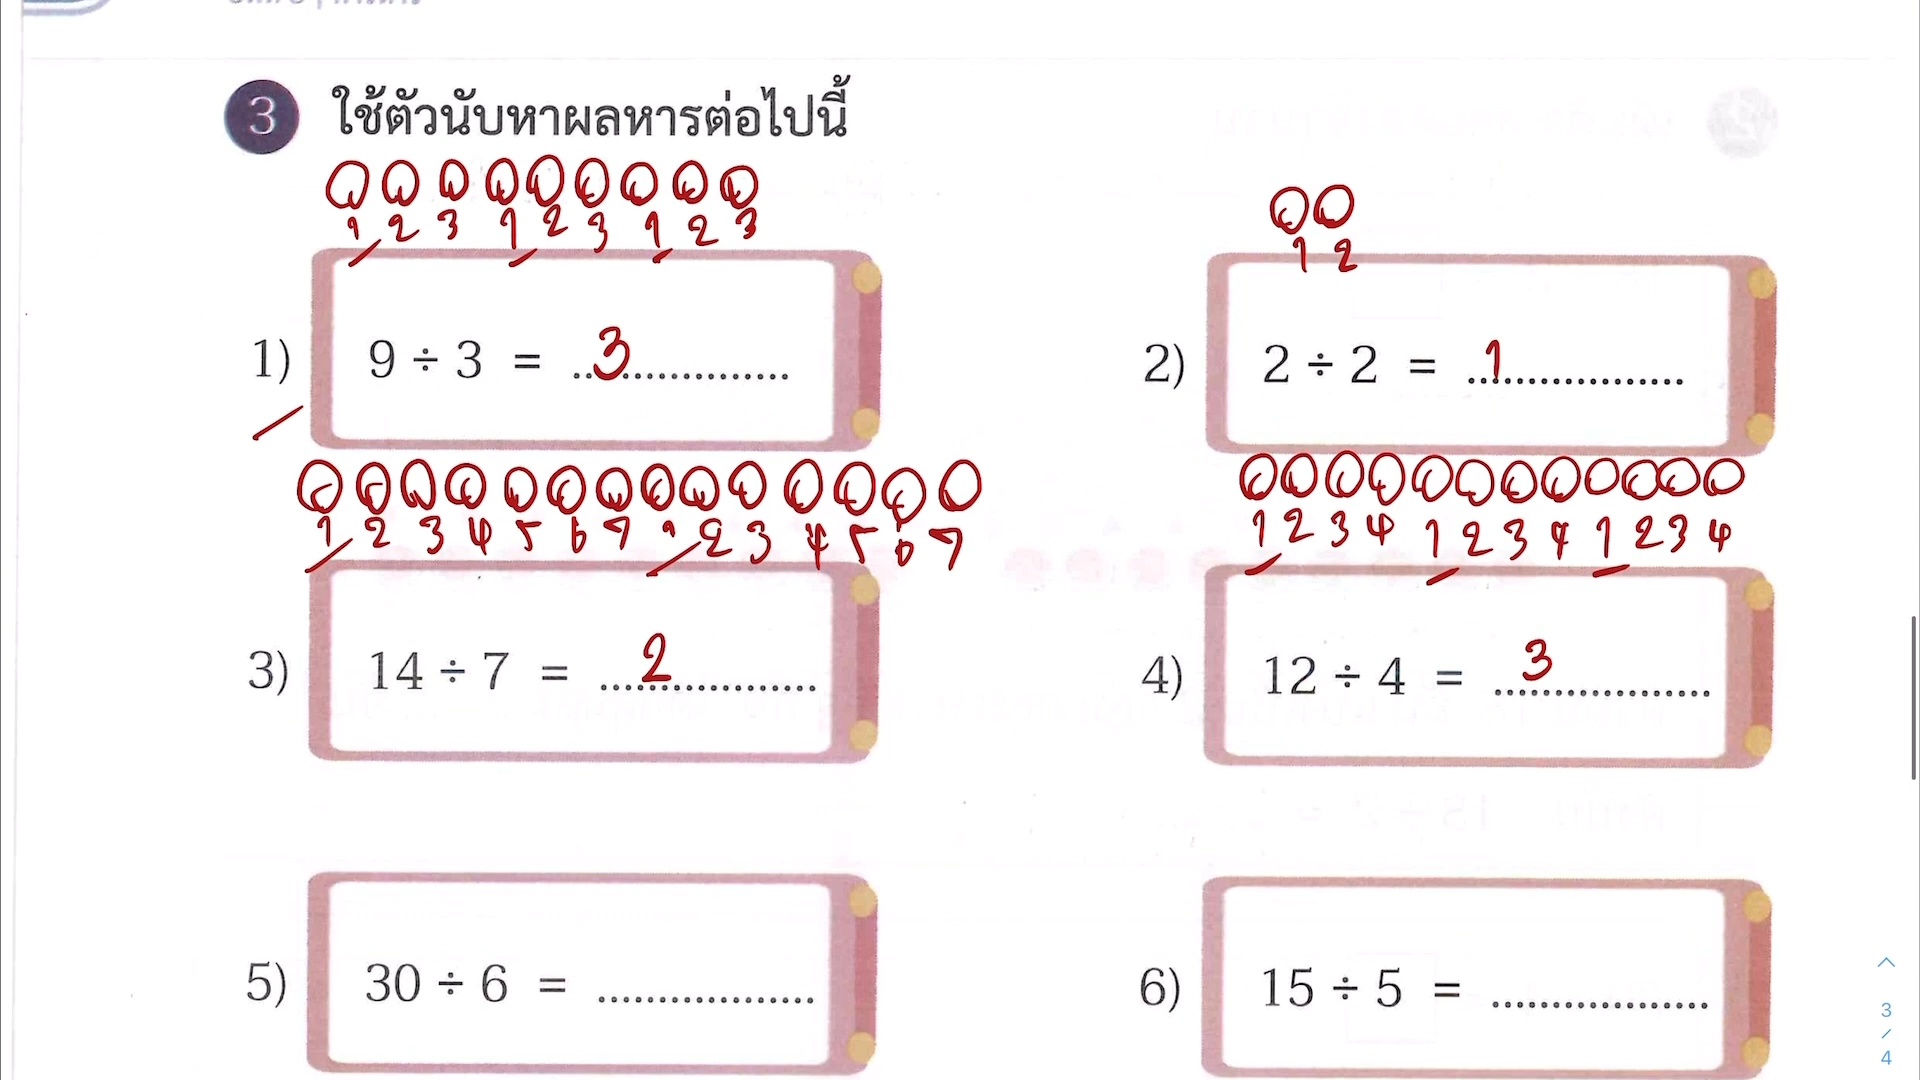 3 ใช้ตัวนับหาผลหารต่อไปนี้
1 2 3 1 2 3 1 2 3
1 2
1) 9 ÷ 3 = ...3...............
2) 2 ÷ 2 = ..1................
1 2 3 4 5 6 7 1 2 3 4 5 6 7
1 2 3 4 1 2 3 4 1 2 3 4
3) 14 ÷ 7 = ....2..............
4) 12 ÷ 4 = ...3...............
5) 30 ÷ 6 = ..................
6) 15 ÷ 5 = ..................
3
/
4